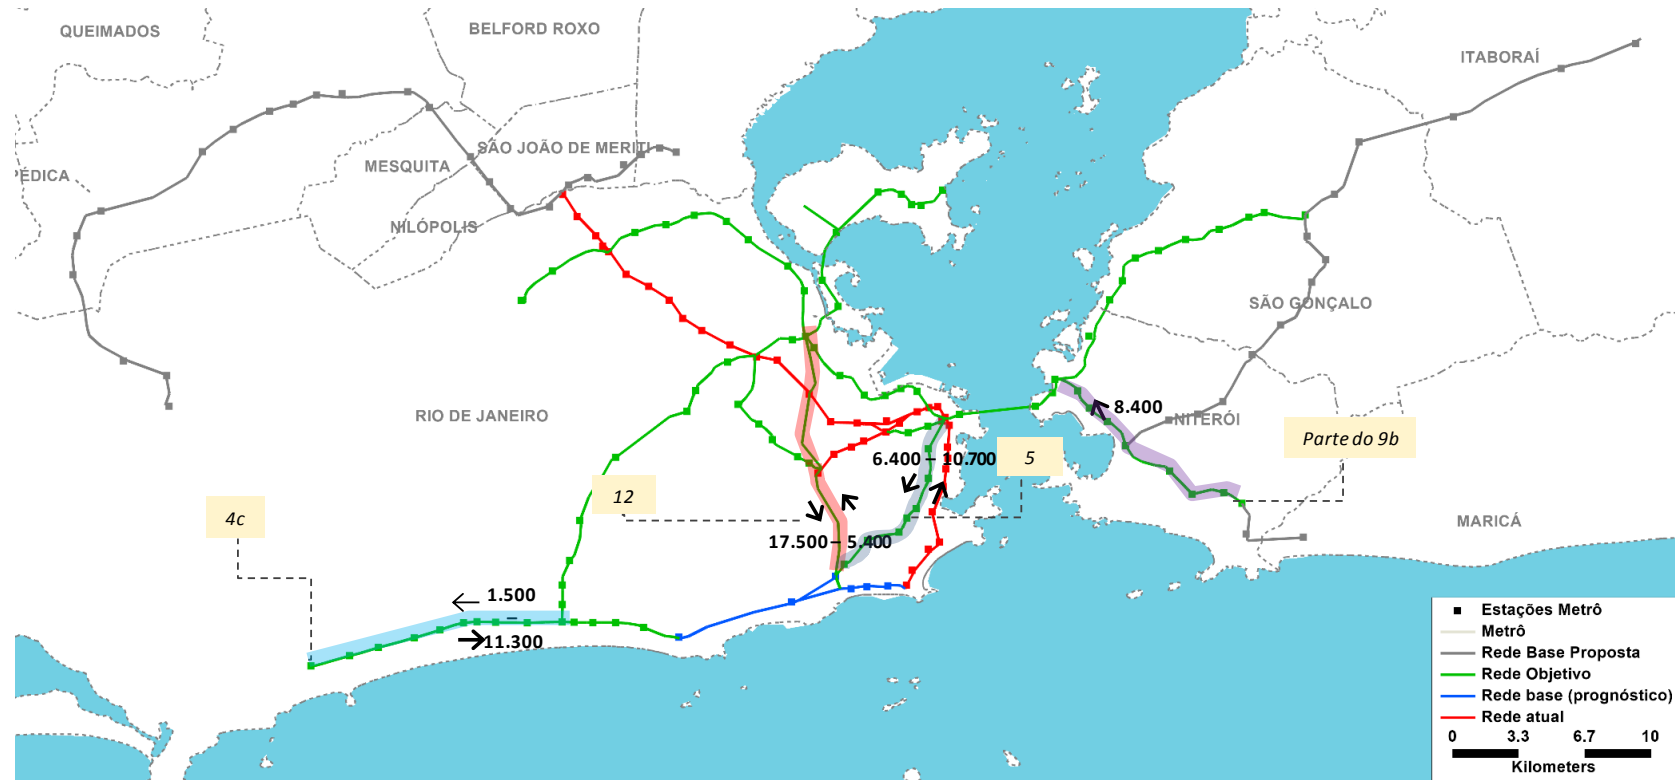 QUEIMADOS
BELFORD ROXO
ITABORAÍ
SÃO JOÃO DE MERITI
MESQUITA
PÉDICA
NILÓPOLIS
SÃO GONÇALO
RIO DE JANEIRO
8.400
NITERÓI
Parte do 9b
6.400 – 10.700
5
12
4c
MARICÁ
17.500 – 5.400
1.500
–
11.300
Estações Metrô
Metrô
Rede Base Proposta
Rede Objetivo
Rede base (prognóstico)
Rede atual
0 3.3 6.7 10
Kilometers